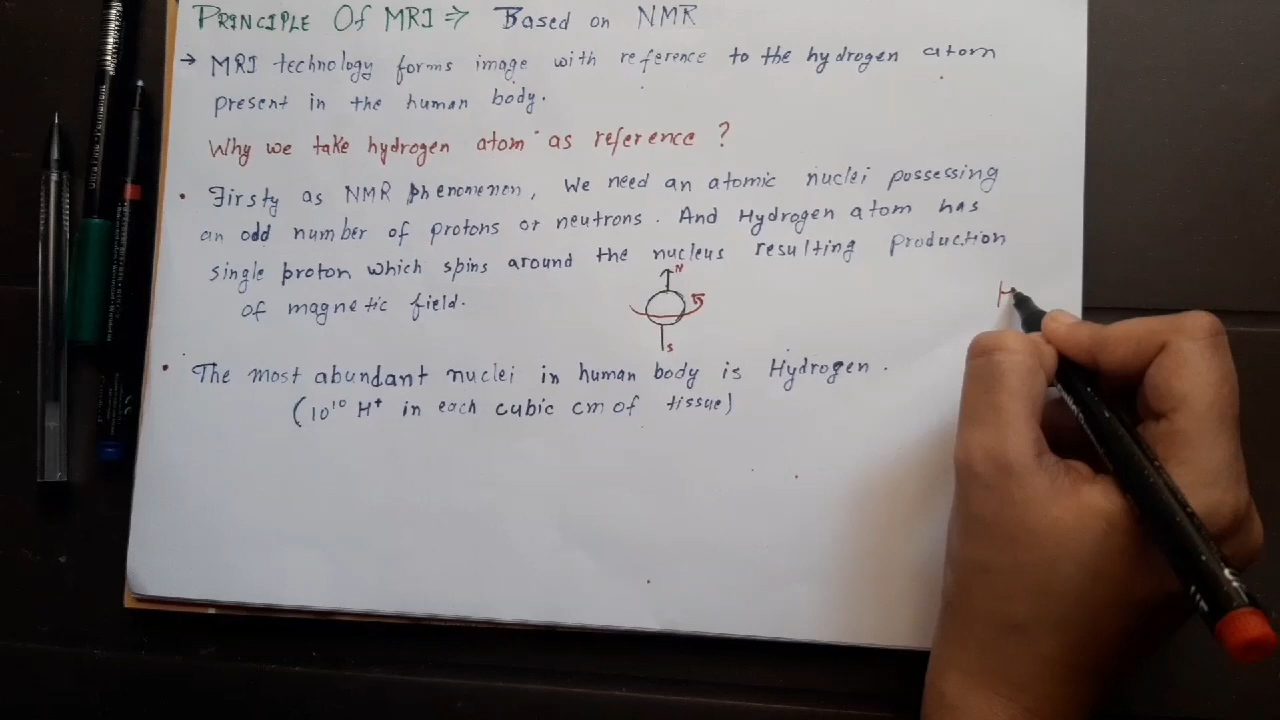 PRINCIPLE Of MRI ⇒ Based on NMR
→ MRI technology forms image with reference to the hydrogen atom
present in the human body.
Why we take hydrogen atom as reference ?
• Firsty as NMR phenomenon, We need an atomic nuclei possessing
an odd number of protons or neutrons. And Hydrogen atom has
single proton which spins around the nucleus resulting production
of magnetic field.
N
S
H
• The most abundant nuclei in human body is Hydrogen.
(10¹⁰ H⁺ in each cubic cm of tissue)